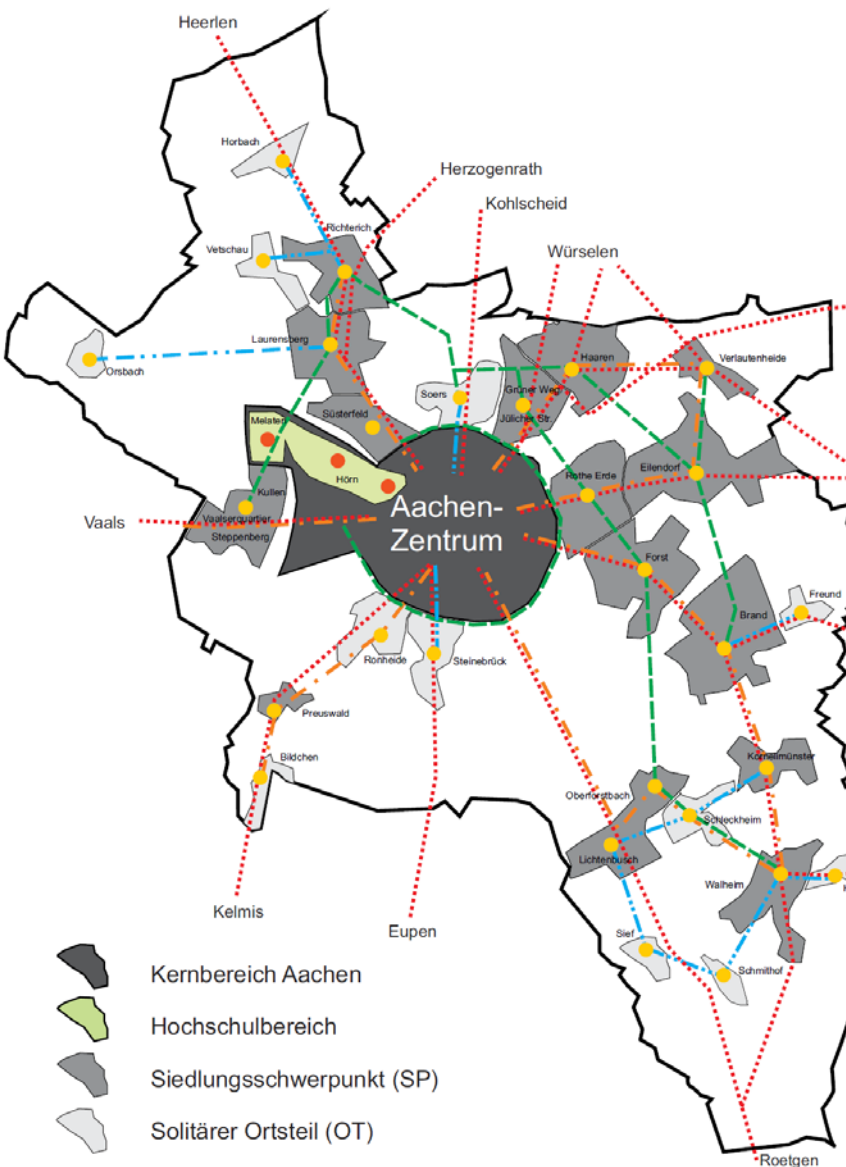 Heerlen
Horbach
Herzogenrath
Kohlscheid
Richterich
Vetschau
Würselen
Laurensberg
Orsbach
Haaren
Verlautenheide
Soers
Grüner Weg
Jülicher Str.
Süsterfeld
Melaten
Hörn
Rothe Erde
Eilendorf
Kullen
Vaalserquartier
Steppenberg
Vaals
Aachen-
Zentrum
Forst
Freund
Brand
Ronheide
Steinebrück
Preuswald
Bildchen
Kornelimünster
Oberforstbach
Schleckheim
Lichtenbusch
Walheim
Kelmis
Eupen
Sief
Schmithof
Kernbereich Aachen
Hochschulbereich
Siedlungsschwerpunkt (SP)
Solitärer Ortsteil (OT)
Roetgen